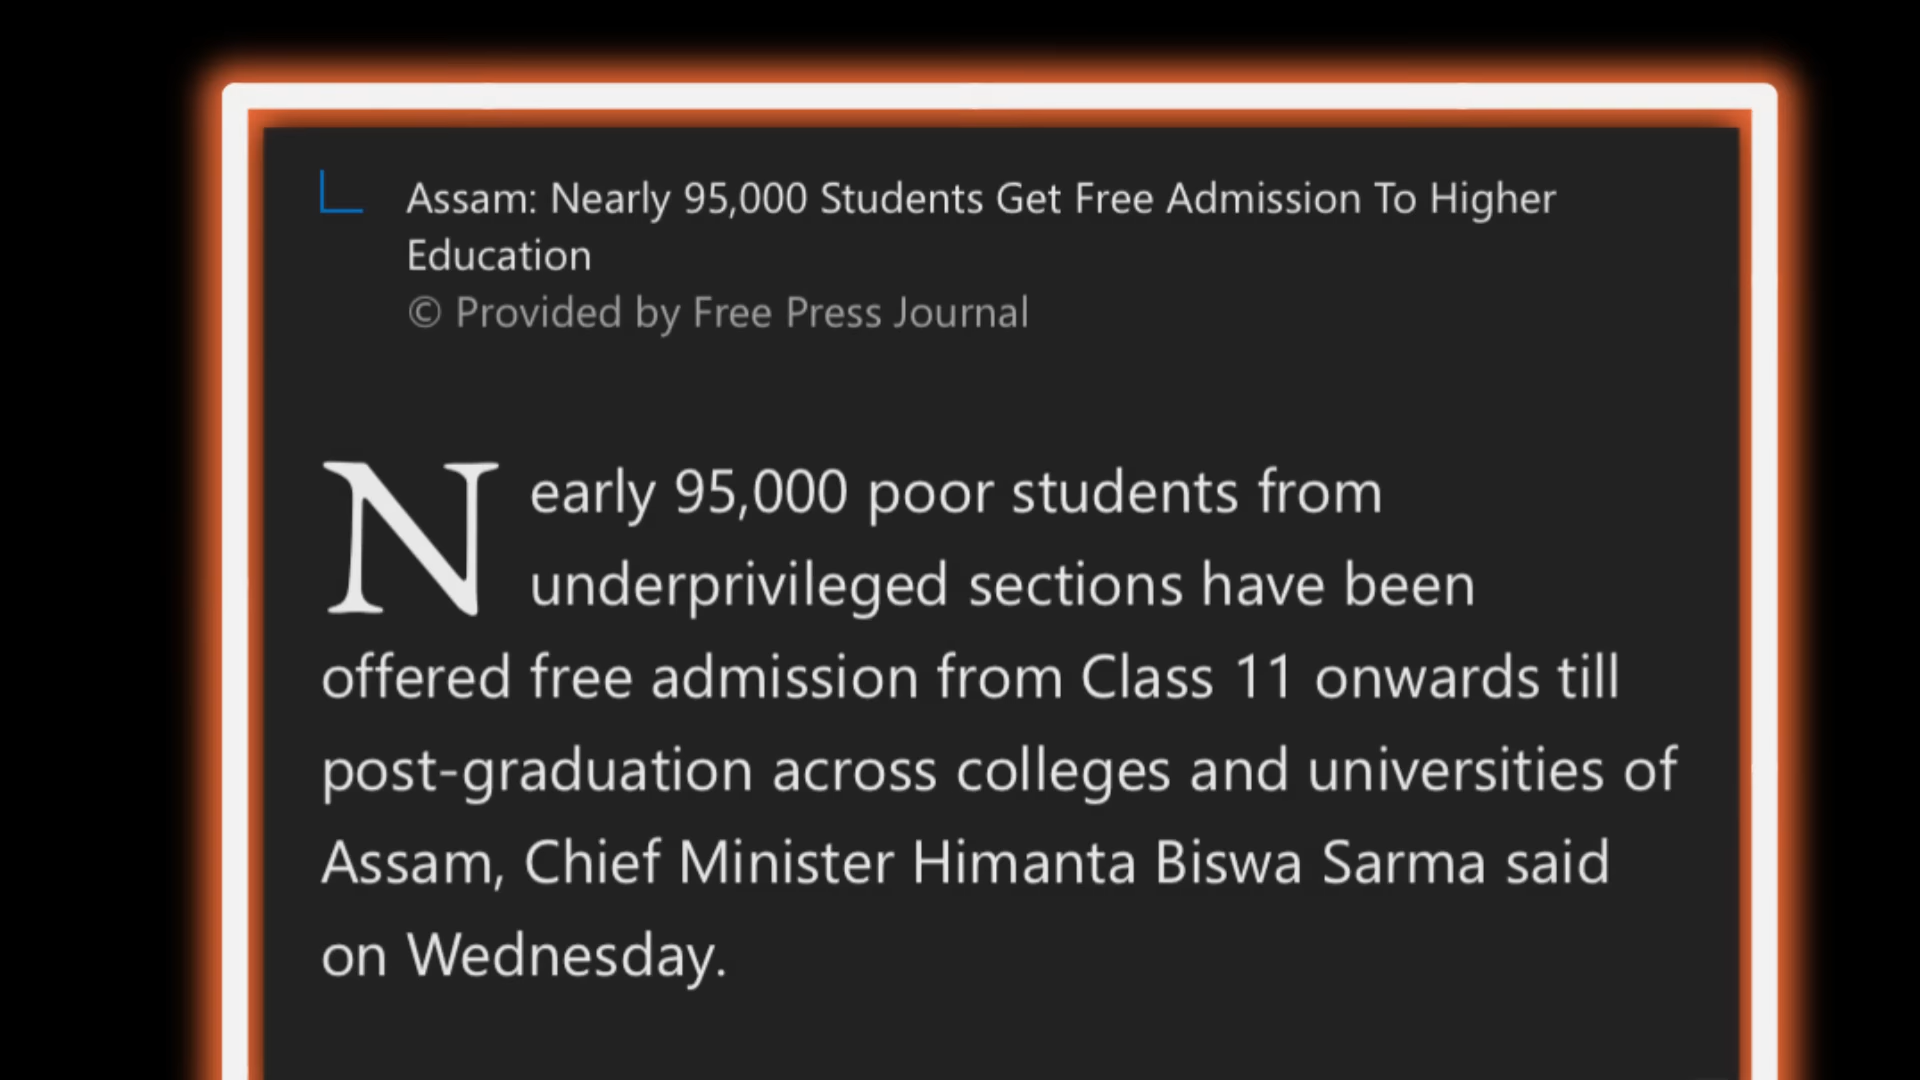 Assam: Nearly 95,000 Students Get Free Admission To Higher
Education
© Provided by Free Press Journal
Nearly 95,000 poor students from
underprivileged sections have been
offered free admission from Class 11 onwards till
post-graduation across colleges and universities of
Assam, Chief Minister Himanta Biswa Sarma said
on Wednesday.